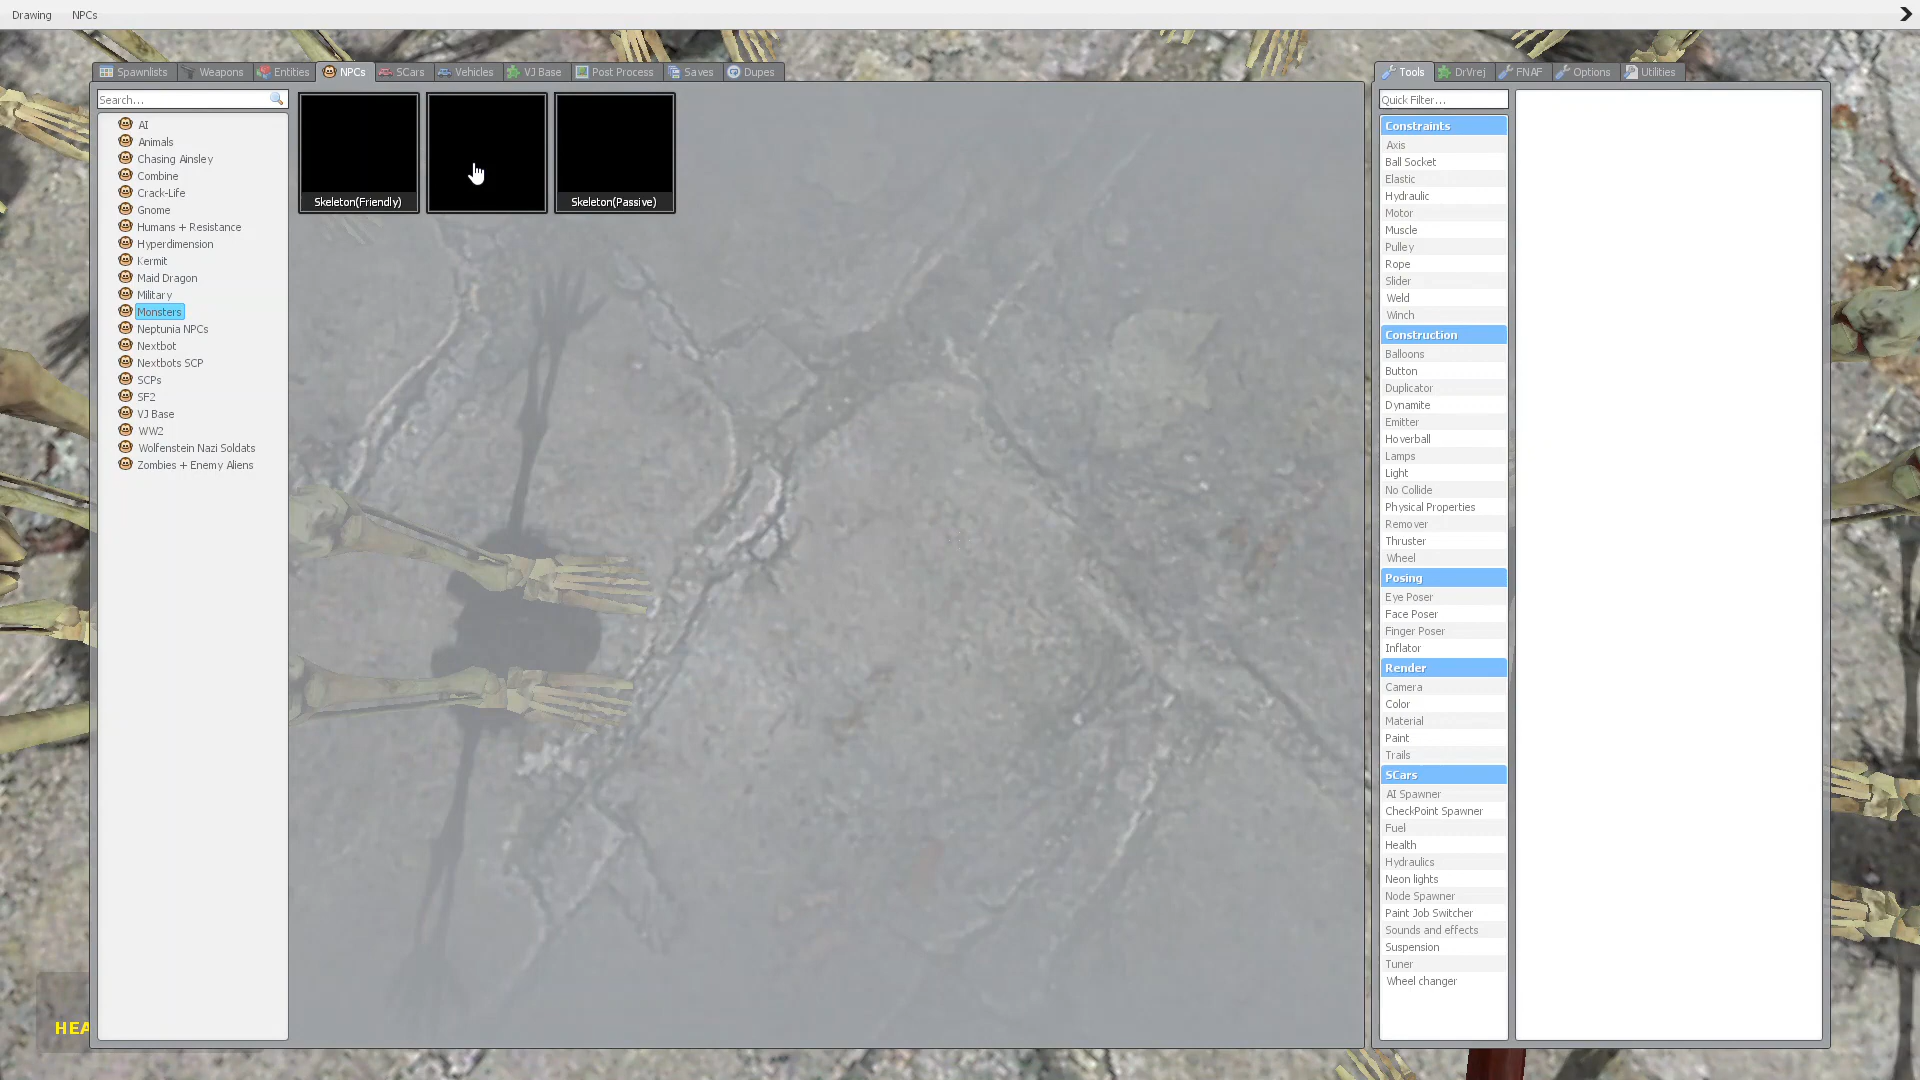 Drawing NPCs
Spawnlists Weapons Entities NPCs SCars Vehicles VJ Base Post Process Saves Dupes
Search...
AI
Animals
Chasing Ainsley
Combine
Crack-Life
Gnome
Humans + Resistance
Hyperdimension
Kermit
Maid Dragon
Military
Monsters
Neptunia NPCs
Nextbot
Nextbots SCP
SCPs
SF2
VJ Base
WW2
Wolfenstein Nazi Soldats
Zombies + Enemy Aliens
Skeleton(Friendly)
Skeleton(Passive)
HEA
Tools DrVrej FNAF Options Utilities
Quick Filter...
Constraints
Axis
Ball Socket
Elastic
Hydraulic
Motor
Muscle
Pulley
Rope
Slider
Weld
Winch
Construction
Balloons
Button
Duplicator
Dynamite
Emitter
Hoverball
Lamps
Light
No Collide
Physical Properties
Remover
Thruster
Wheel
Posing
Eye Poser
Face Poser
Finger Poser
Inflator
Render
Camera
Color
Material
Paint
Trails
SCars
AI Spawner
CheckPoint Spawner
Fuel
Health
Hydraulics
Neon lights
Node Spawner
Paint Job Switcher
Sounds and effects
Suspension
Tuner
Wheel changer